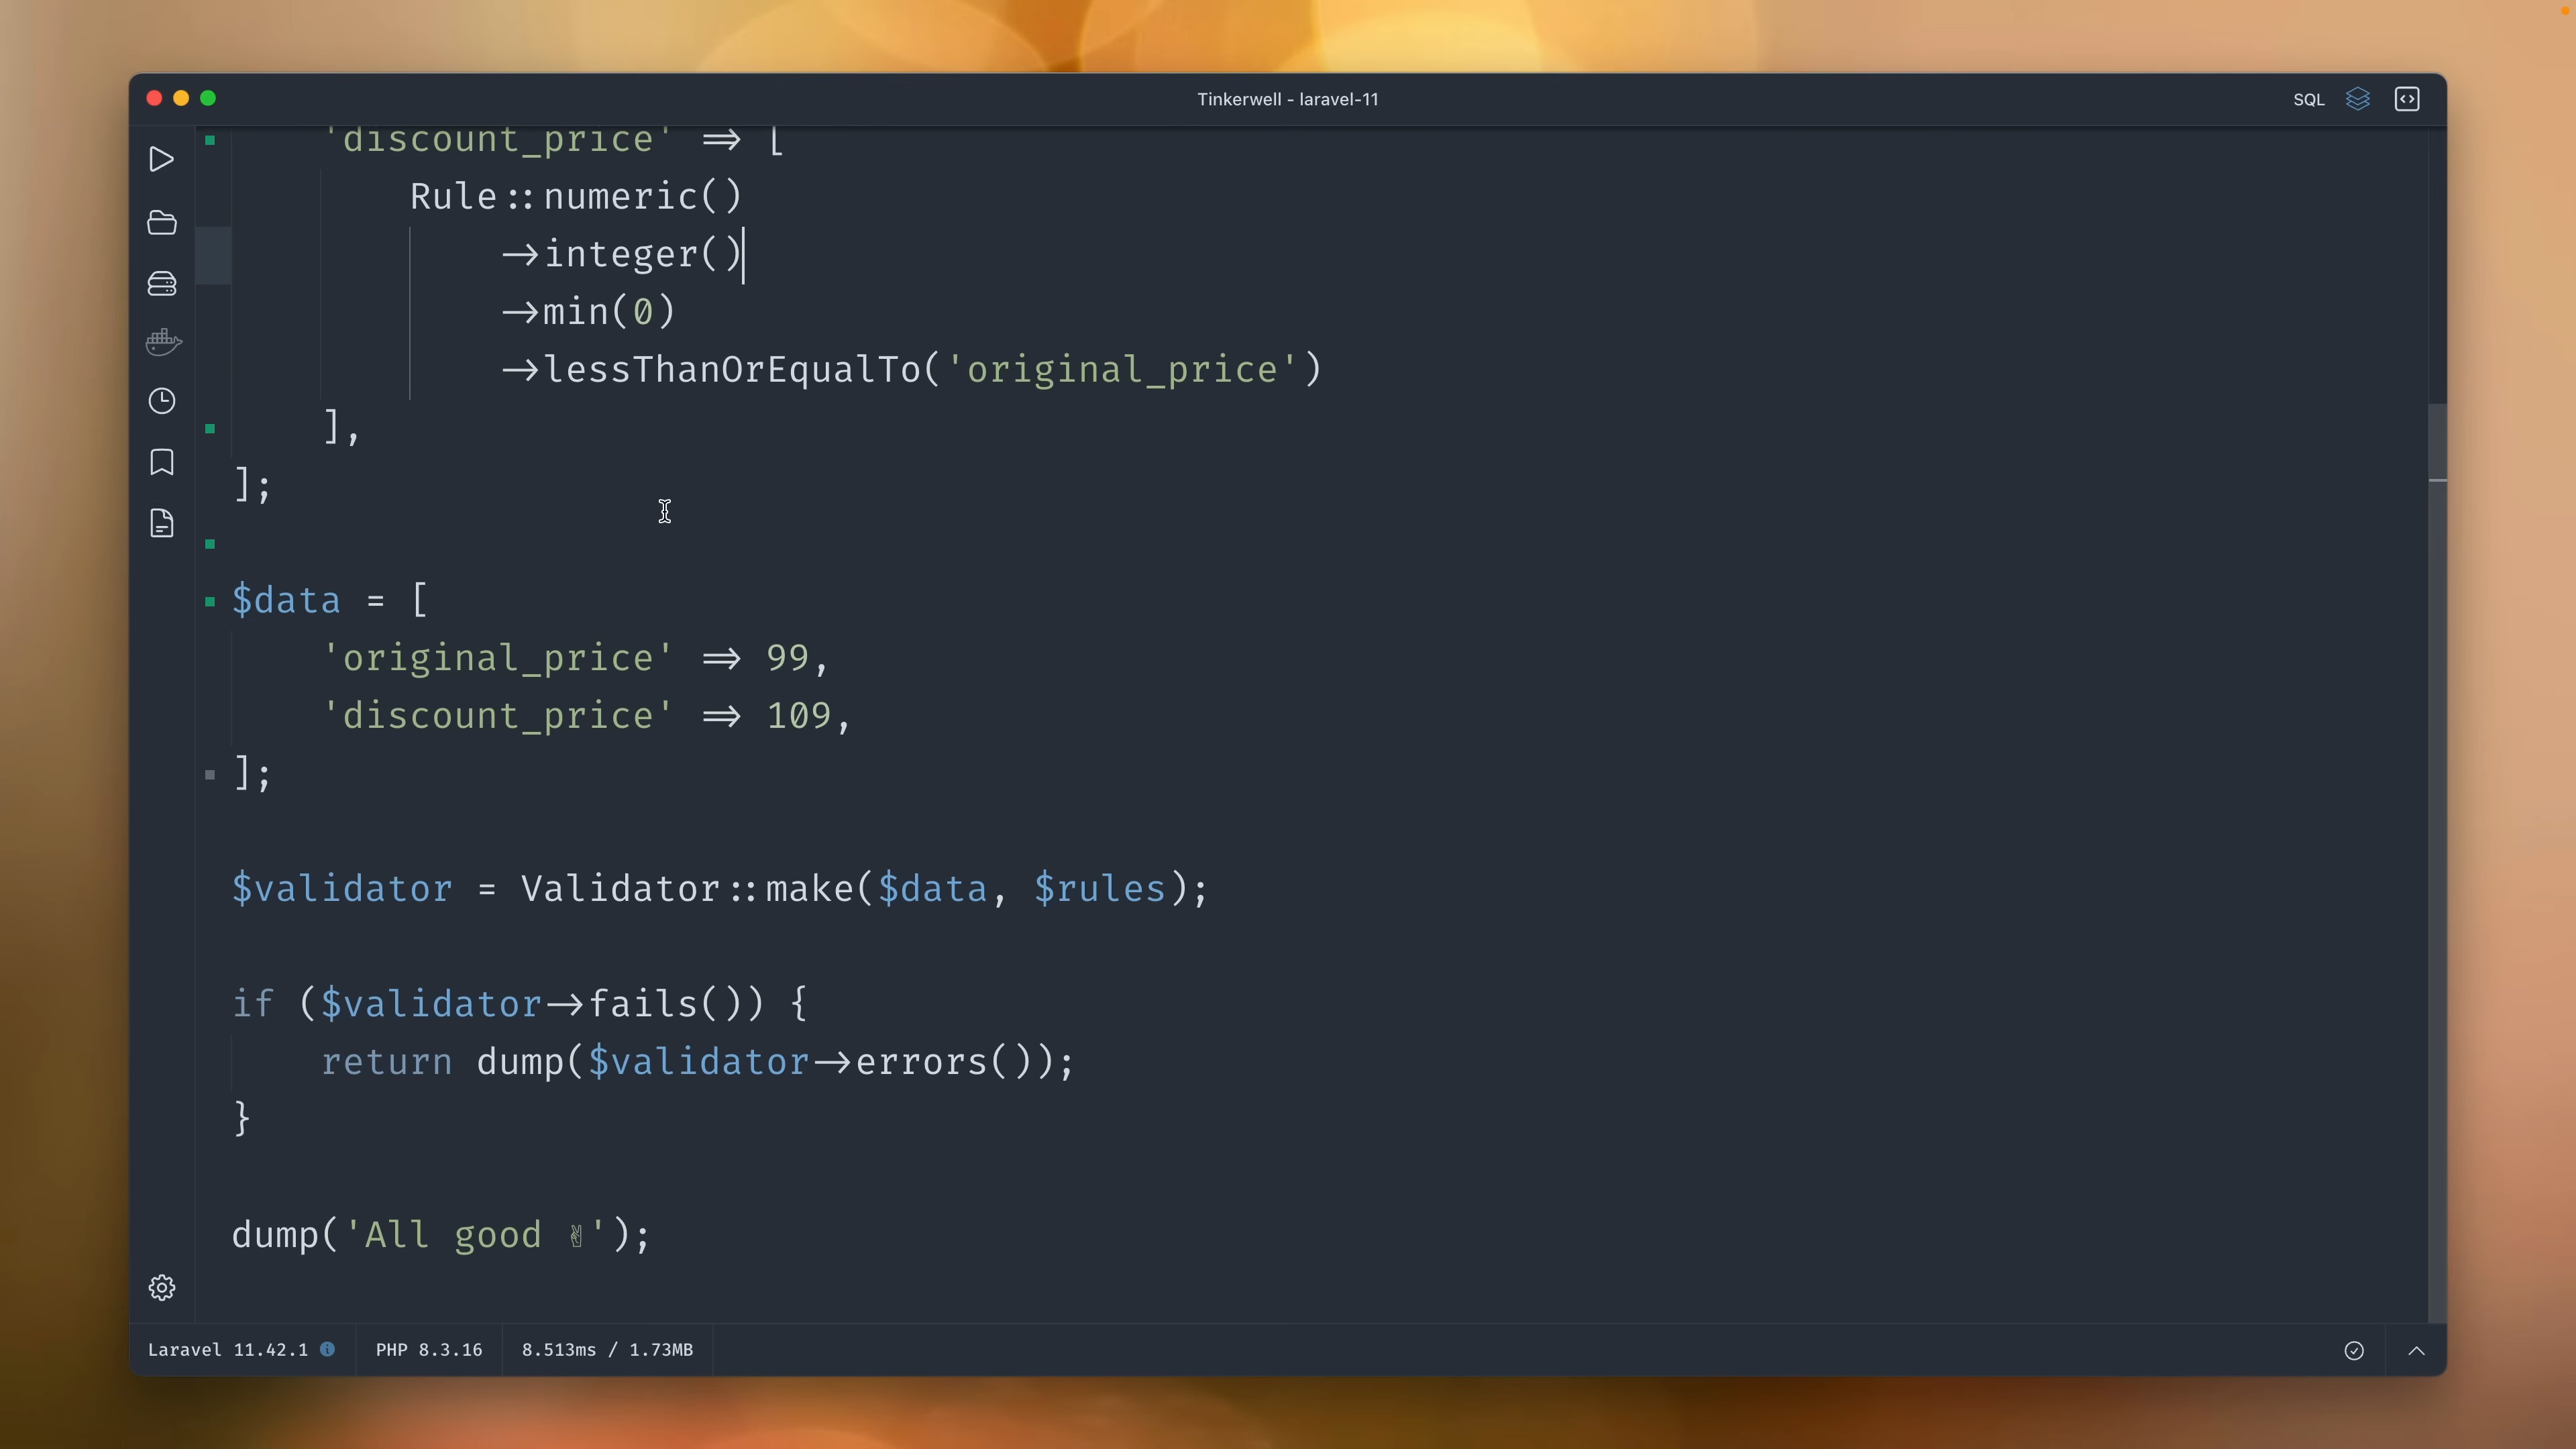 Tinkerwell - laravel-11
SQL
'discount_price' => [
Rule::numeric()
->integer()
->min(0)
->lessThanOrEqualTo('original_price')
],
];
$data = [
'original_price' => 99,
'discount_price' => 109,
];
$validator = Validator::make($data, $rules);
if ($validator->fails()) {
return dump($validator->errors());
}
dump('All good ✌');
Laravel 11.42.1
PHP 8.3.16
8.513ms / 1.73MB